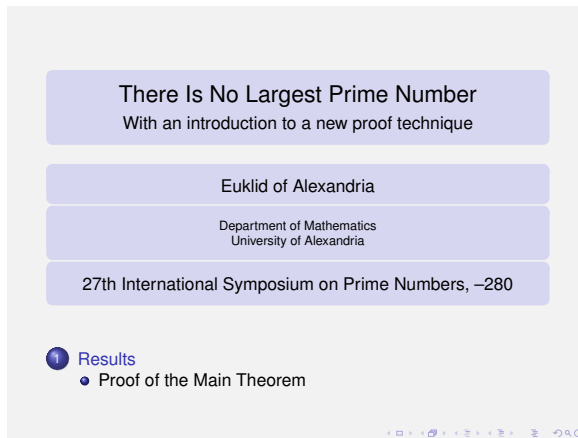 There Is No Largest Prime Number
With an introduction to a new proof technique
Euklid of Alexandria
Department of Mathematics
University of Alexandria
27th International Symposium on Prime Numbers, –280
1 Results
Proof of the Main Theorem